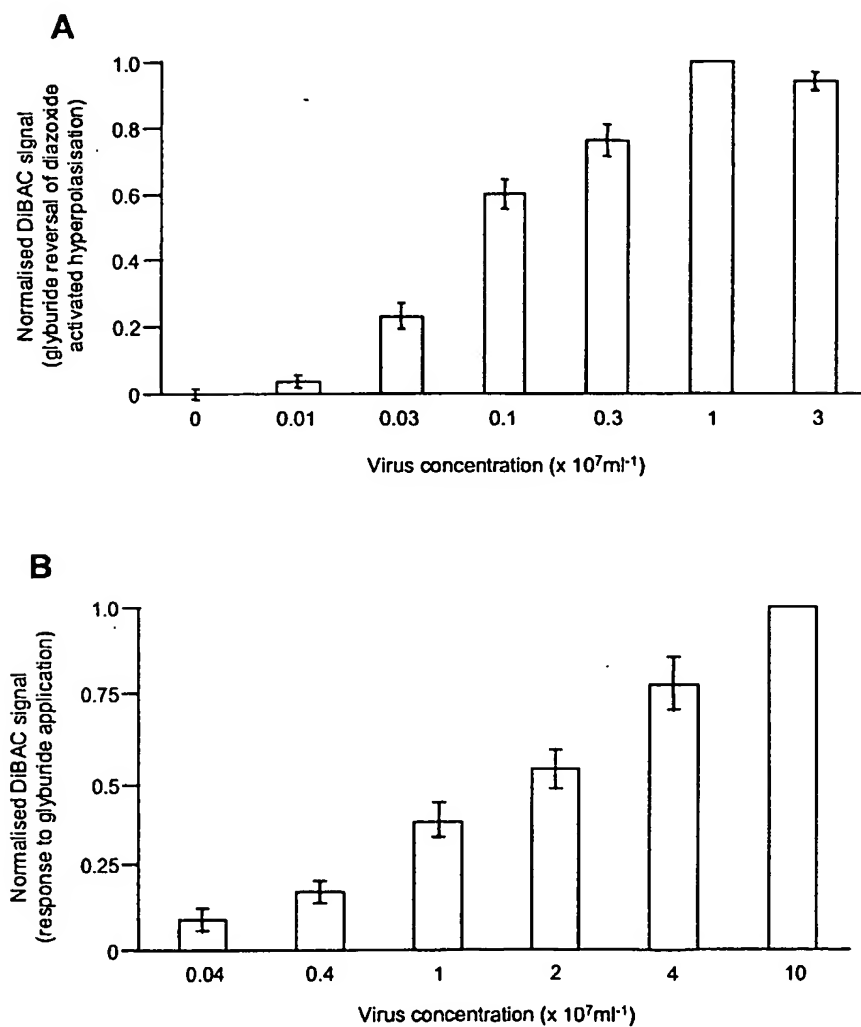 A
Normalised DiBAC signal
(glyburide reversal of diazoxide
activated hyperpolasisation)
1.0
0.8
0.6
0.4
0.2
0
0 0.01 0.03 0.1 0.3 1 3
Virus concentration (x 10⁷ml⁻¹)
B
Normalised DiBAC signal
(response to glyburide application)
1.0
0.75
0.5
0.25
0
0.04 0.4 1 2 4 10
Virus concentration (x 10⁷ml⁻¹)